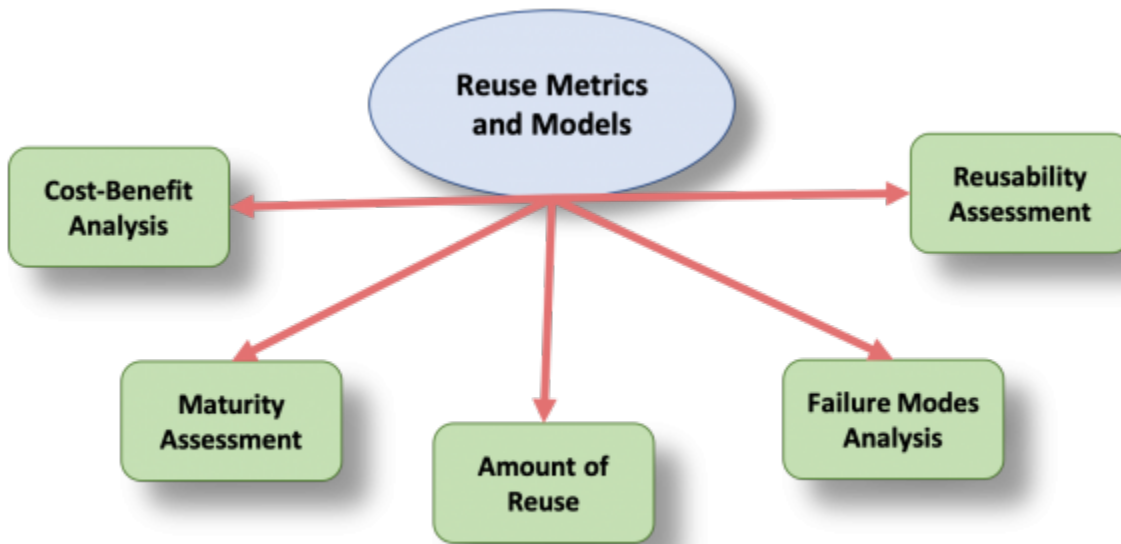 Reuse Metrics
and Models
Cost-Benefit
Analysis
Reusability
Assessment
Maturity
Assessment
Amount of
Reuse
Failure Modes
Analysis